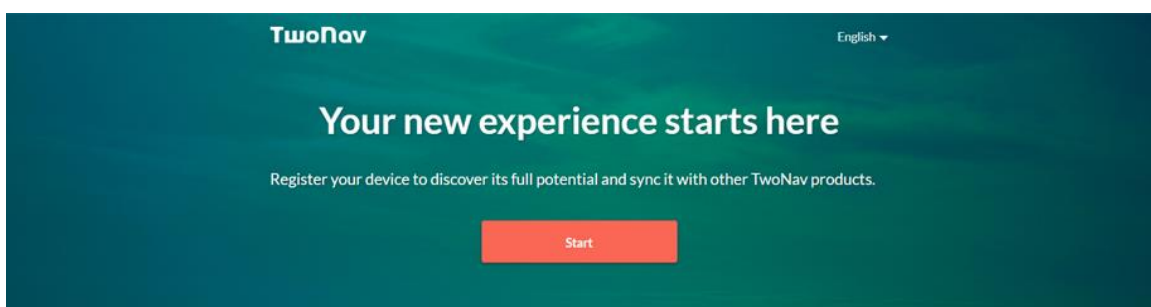 TwoNav
English
Your new experience starts here
Register your device to discover its full potential and sync it with other TwoNav products.
Start